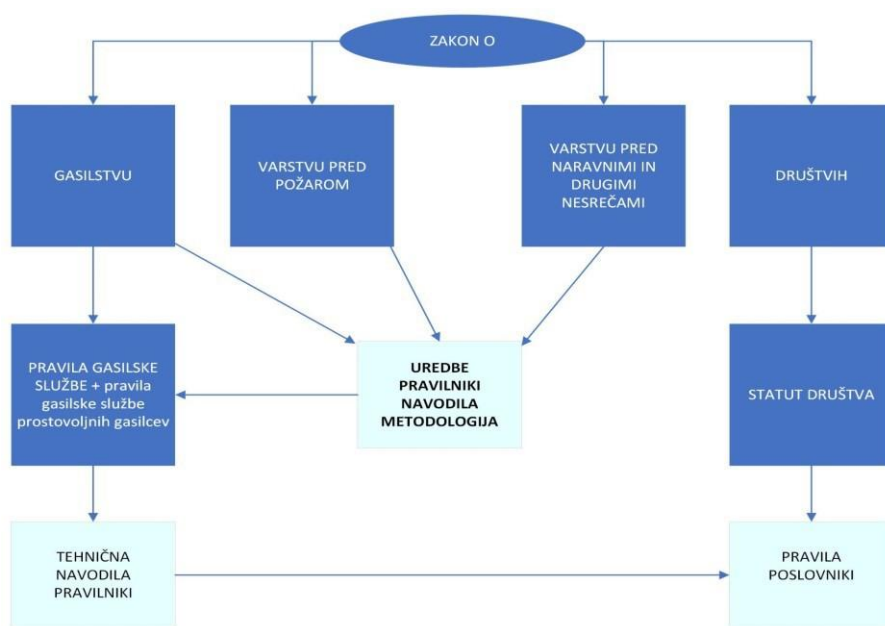 ZAKON O
GASILSTVU
VARSTVU PRED
POŽAROM
VARSTVU PRED
NARAVNIMI IN
DRUGIMI
NESREČAMI
DRUŠTVIH
PRAVILA GASILSKE
SLUŽBE + pravila
gasilske službe
prostovoljnih gasilcev
UREDBE
PRAVILNIKI
NAVODILA
METODOLOGIJA
STATUT DRUŠTVA
TEHNIČNA
NAVODILA
PRAVILNIKI
PRAVILA
POSLOVNIKI